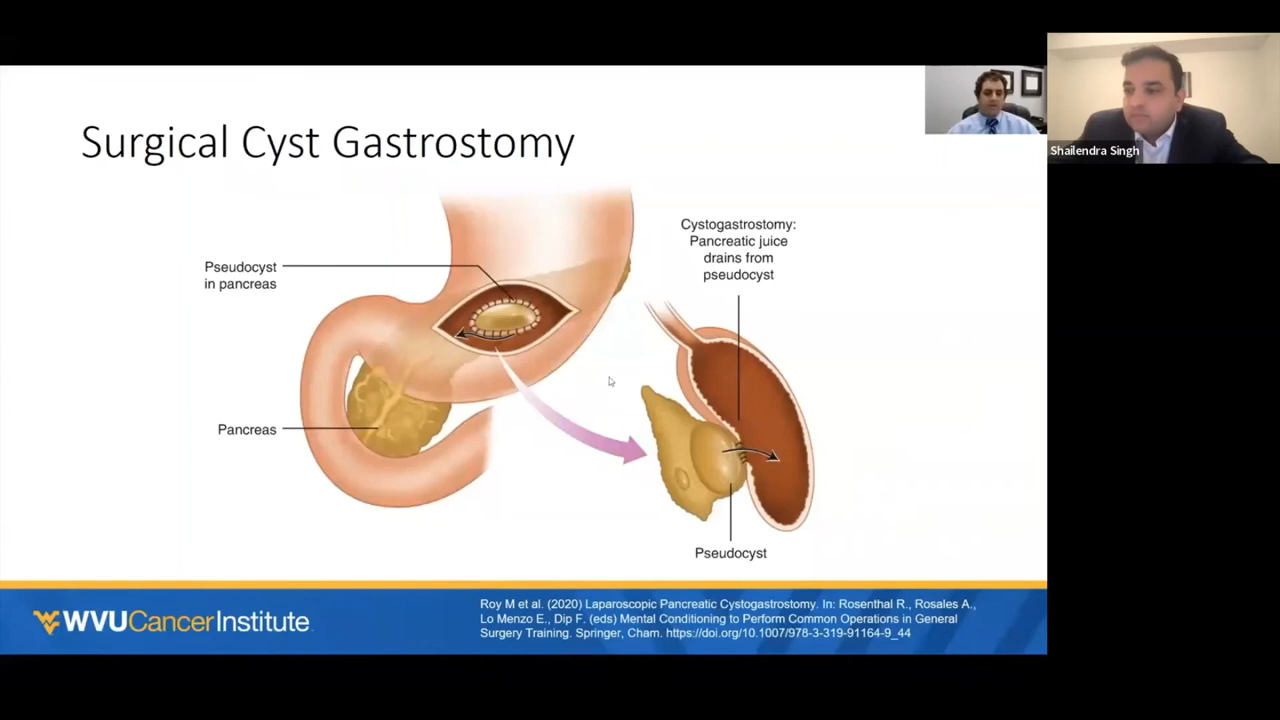 Surgical Cyst Gastrostomy
Shailendra Singh
Pseudocyst
in pancreas
Cystogastrostomy:
Pancreatic juice
drains from
pseudocyst
Pancreas
Pseudocyst
WVUCancerInstitute
Roy M et al. (2020) Laparoscopic Pancreatic Cystogastrostomy. In: Rosenthal R., Rosales A.,
Lo Menzo E., Dip F. (eds) Mental Conditioning to Perform Common Operations in General
Surgery Training. Springer, Cham. https://doi.org/10.1007/978-3-319-91164-9_44